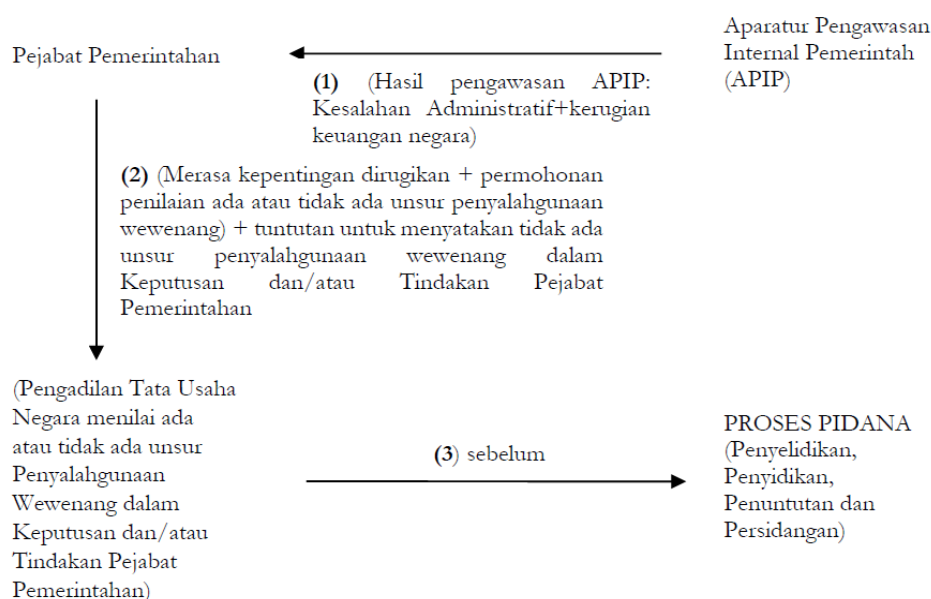 Aparatur Pengawasan
Internal Pemerintah
(APIP)
Pejabat Pemerintahan
(1) (Hasil pengawasan APIP:
Kesalahan Administratif+kerugian
keuangan negara)
(2) (Merasa kepentingan dirugikan + permohonan
penilaian ada atau tidak ada unsur penyalahgunaan
wewenang) + tuntutan untuk menyatakan tidak ada
unsur penyalahgunaan wewenang dalam
Keputusan dan/atau Tindakan Pejabat
Pemerintahan
(Pengadilan Tata Usaha
Negara menilai ada
atau tidak ada unsur
Penyalahgunaan
Wewenang dalam
Keputusan dan/atau
Tindakan Pejabat
Pemerintahan)
(3) sebelum
PROSES PIDANA
(Penyelidikan,
Penyidikan,
Penuntutan dan
Persidangan)